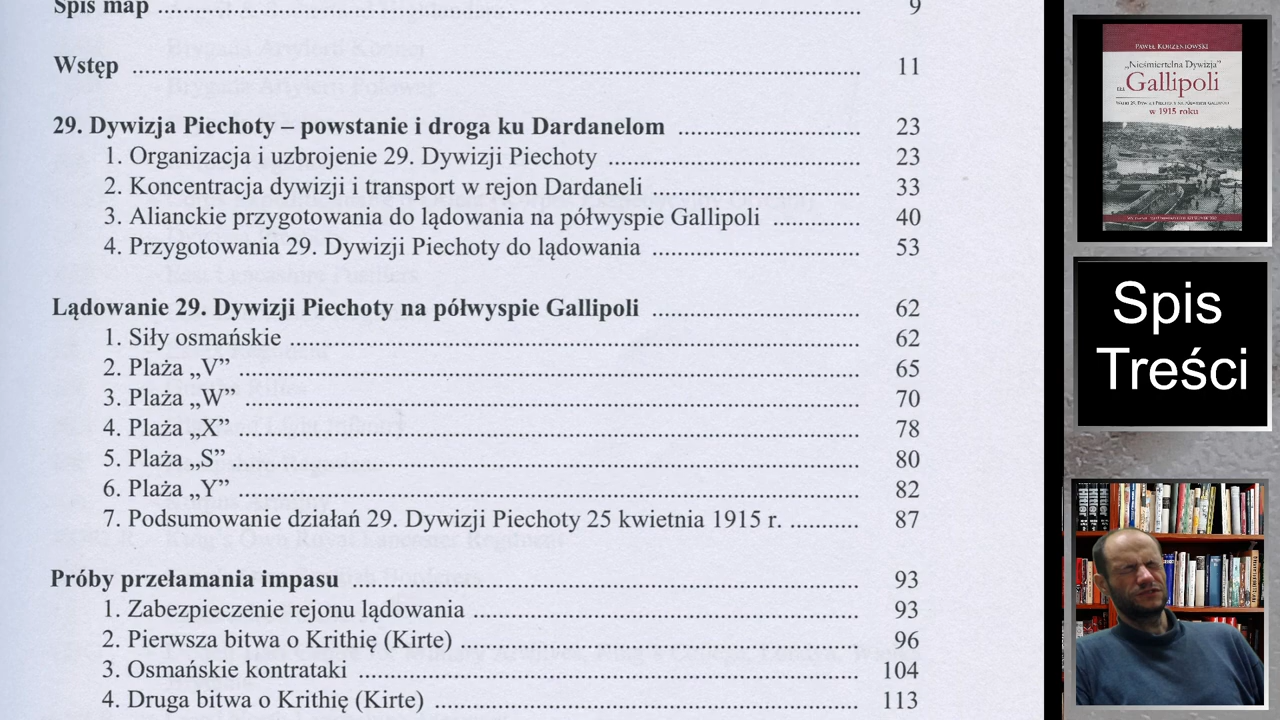 Spis map ... 9
Wstęp ... 11
29. Dywizja Piechoty – powstanie i droga ku Dardanelom ... 23
1. Organizacja i uzbrojenie 29. Dywizji Piechoty ... 23
2. Koncentracja dywizji i transport w rejon Dardaneli ... 33
3. Alianckie przygotowania do lądowania na półwyspie Gallipoli ... 40
4. Przygotowania 29. Dywizji Piechoty do lądowania ... 53
Lądowanie 29. Dywizji Piechoty na półwyspie Gallipoli ... 62
1. Siły osmańskie ... 62
2. Plaża „V” ... 65
3. Plaża „W” ... 70
4. Plaża „X” ... 78
5. Plaża „S” ... 80
6. Plaża „Y” ... 82
7. Podsumowanie działań 29. Dywizji Piechoty 25 kwietnia 1915 r. ... 87
Próby przełamania impasu ... 93
1. Zabezpieczenie rejonu lądowania ... 93
2. Pierwsza bitwa o Krithię (Kirte) ... 96
3. Osmańskie kontrataki ... 104
4. Druga bitwa o Krithię (Kirte) ... 113
PAWEŁ KORZENIOWSKI
„Nieśmiertelna Dywizja”
na Gallipoli
w 1915 roku
Spis
Treści